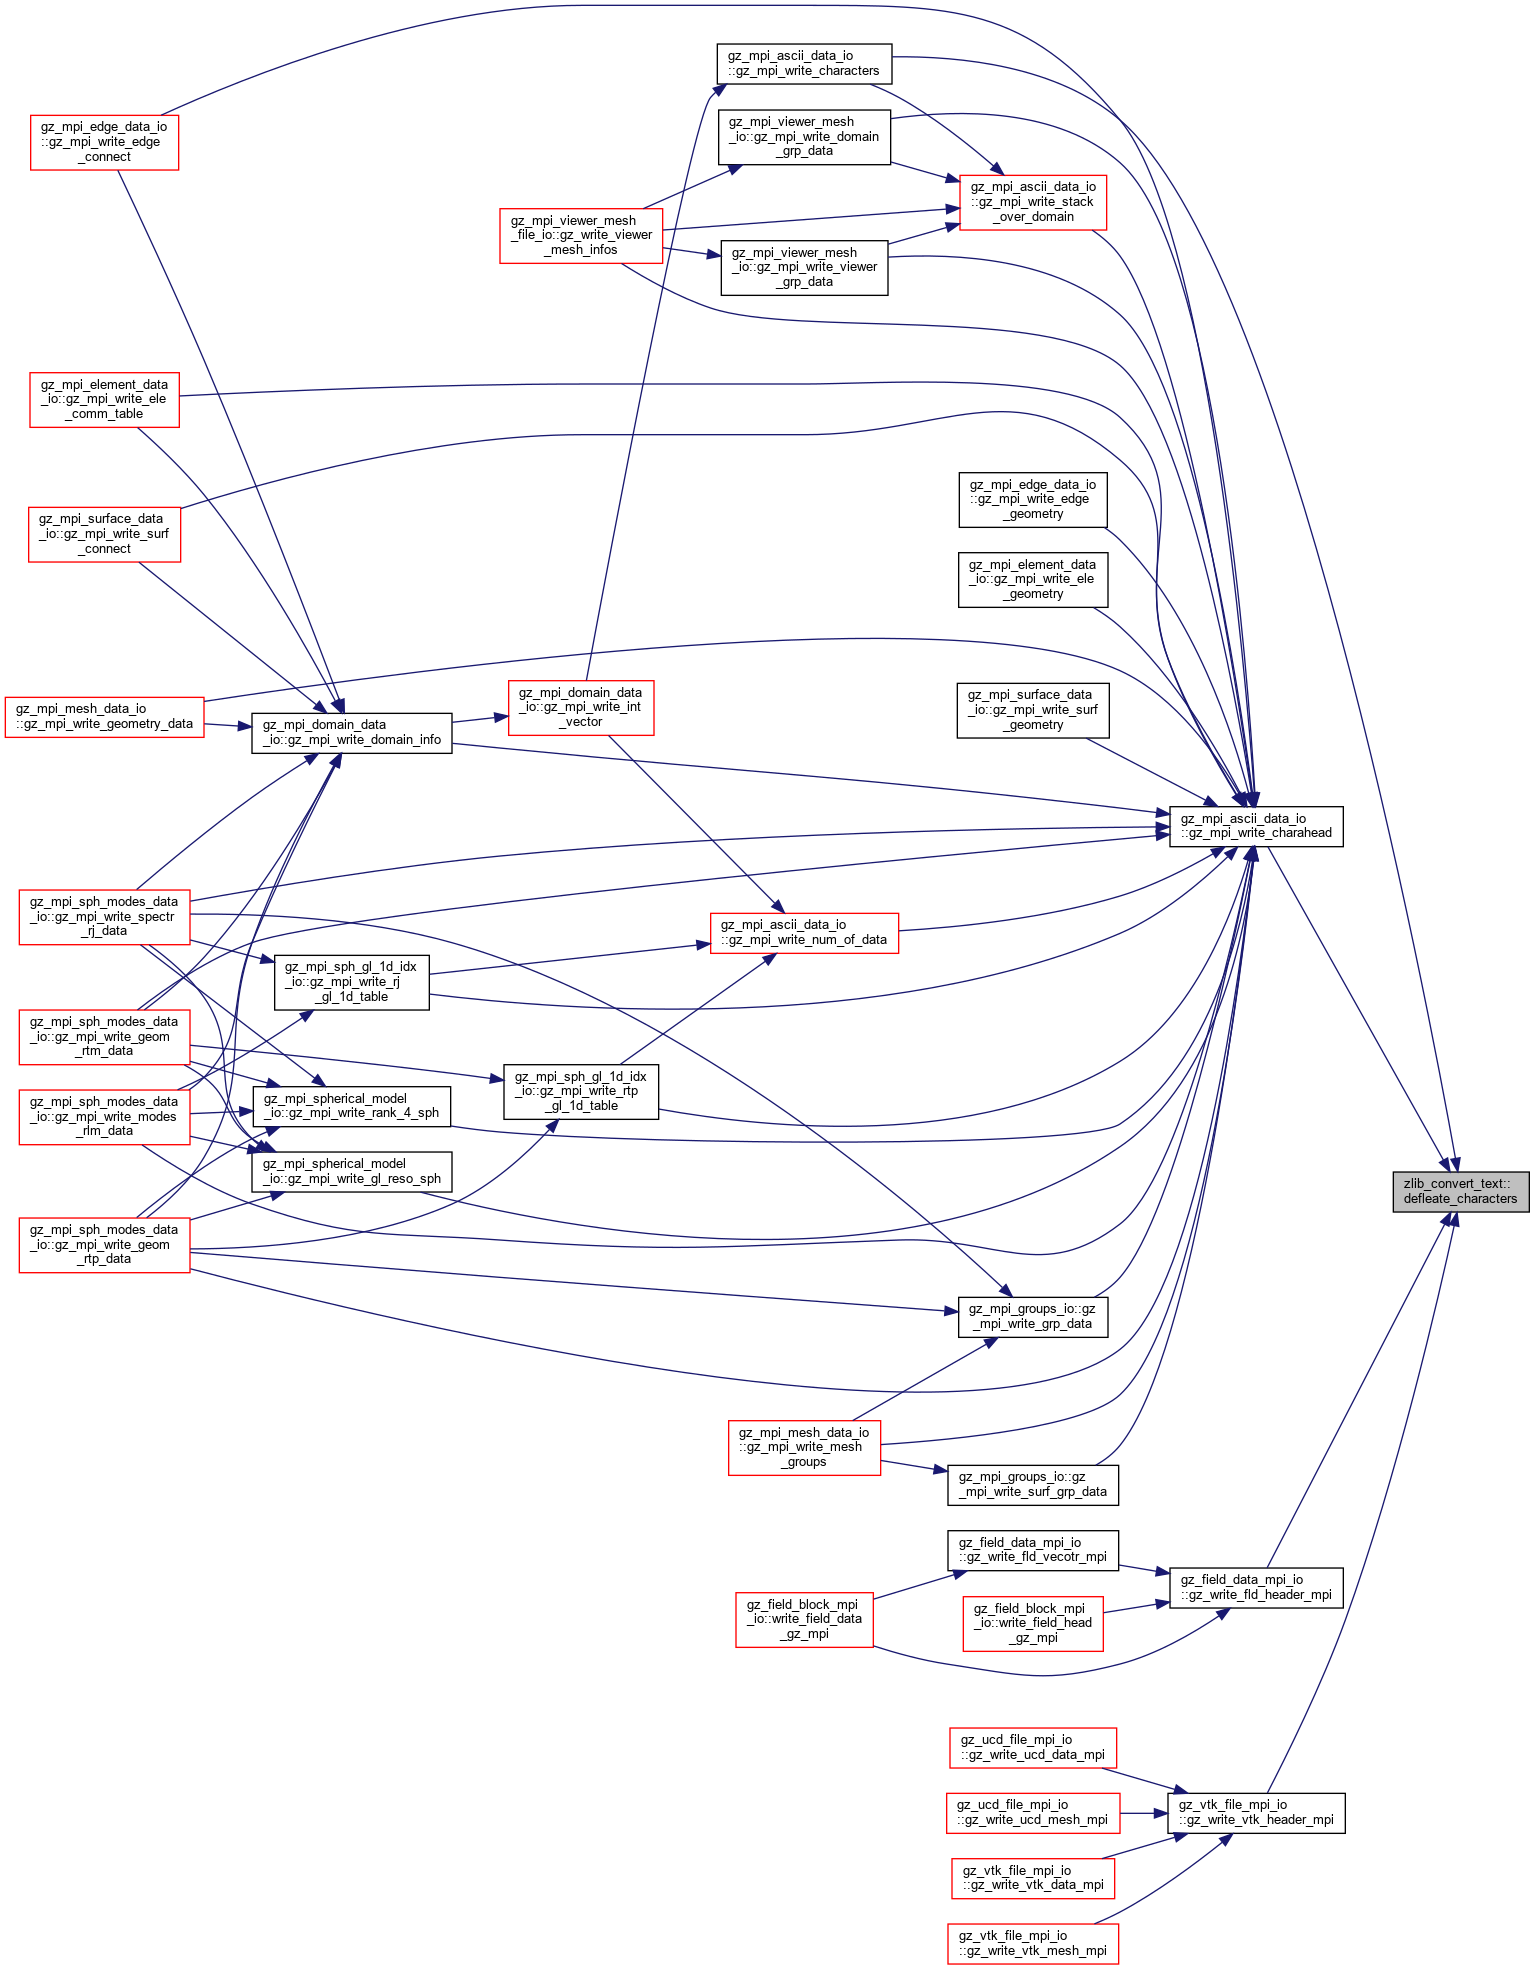 gz_mpi_ascii_data_io
::gz_mpi_write_characters
gz_mpi_edge_data_io
::gz_mpi_write_edge
_connect
gz_mpi_viewer_mesh
_io::gz_mpi_write_domain
_grp_data
gz_mpi_ascii_data_io
::gz_mpi_write_stack
_over_domain
gz_mpi_viewer_mesh
_file_io::gz_write_viewer
_mesh_infos
gz_mpi_viewer_mesh
_io::gz_mpi_write_viewer
_grp_data
gz_mpi_element_data
_io::gz_mpi_write_ele
_comm_table
gz_mpi_edge_data_io
::gz_mpi_write_edge
_geometry
gz_mpi_surface_data
_io::gz_mpi_write_surf
_connect
gz_mpi_element_data
_io::gz_mpi_write_ele
_geometry
gz_mpi_surface_data
_io::gz_mpi_write_surf
_geometry
gz_mpi_domain_data
_io::gz_mpi_write_int
_vector
gz_mpi_mesh_data_io
::gz_mpi_write_geometry_data
gz_mpi_domain_data
_io::gz_mpi_write_domain_info
gz_mpi_ascii_data_io
::gz_mpi_write_charahead
gz_mpi_sph_modes_data
_io::gz_mpi_write_spectr
_rj_data
gz_mpi_ascii_data_io
::gz_mpi_write_num_of_data
gz_mpi_sph_gl_1d_idx
_io::gz_mpi_write_rj
_gl_1d_table
gz_mpi_sph_modes_data
_io::gz_mpi_write_geom
_rtm_data
gz_mpi_sph_gl_1d_idx
_io::gz_mpi_write_rtp
_gl_1d_table
gz_mpi_sph_modes_data
_io::gz_mpi_write_modes
_rlm_data
gz_mpi_spherical_model
_io::gz_mpi_write_rank_4_sph
gz_mpi_spherical_model
_io::gz_mpi_write_gl_reso_sph
zlib_convert_text::
defleate_characters
gz_mpi_sph_modes_data
_io::gz_mpi_write_geom
_rtp_data
gz_mpi_groups_io::gz
_mpi_write_grp_data
gz_mpi_mesh_data_io
::gz_mpi_write_mesh
_groups
gz_mpi_groups_io::gz
_mpi_write_surf_grp_data
gz_field_data_mpi_io
::gz_write_fld_vecotr_mpi
gz_field_data_mpi_io
::gz_write_fld_header_mpi
gz_field_block_mpi
_io::write_field_data
_gz_mpi
gz_field_block_mpi
_io::write_field_head
_gz_mpi
gz_ucd_file_mpi_io
::gz_write_ucd_data_mpi
gz_ucd_file_mpi_io
::gz_write_ucd_mesh_mpi
gz_vtk_file_mpi_io
::gz_write_vtk_header_mpi
gz_vtk_file_mpi_io
::gz_write_vtk_data_mpi
gz_vtk_file_mpi_io
::gz_write_vtk_mesh_mpi